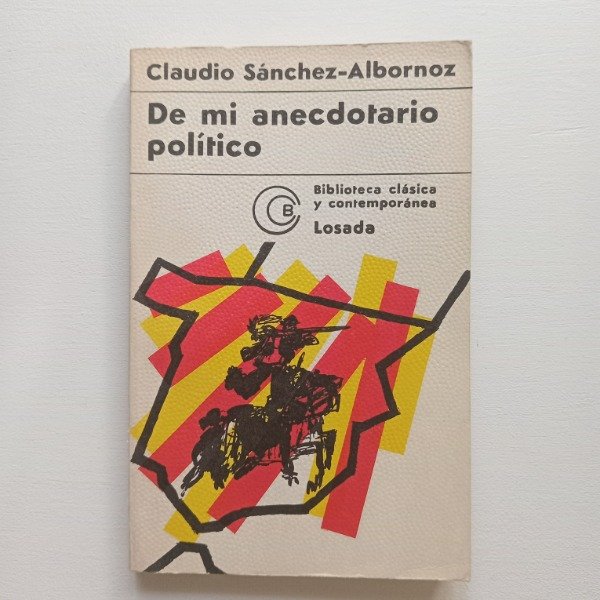 Claudio Sánchez-Albornoz
De mi anecdotario
político
B
Biblioteca clásica
y contemporánea
Losada